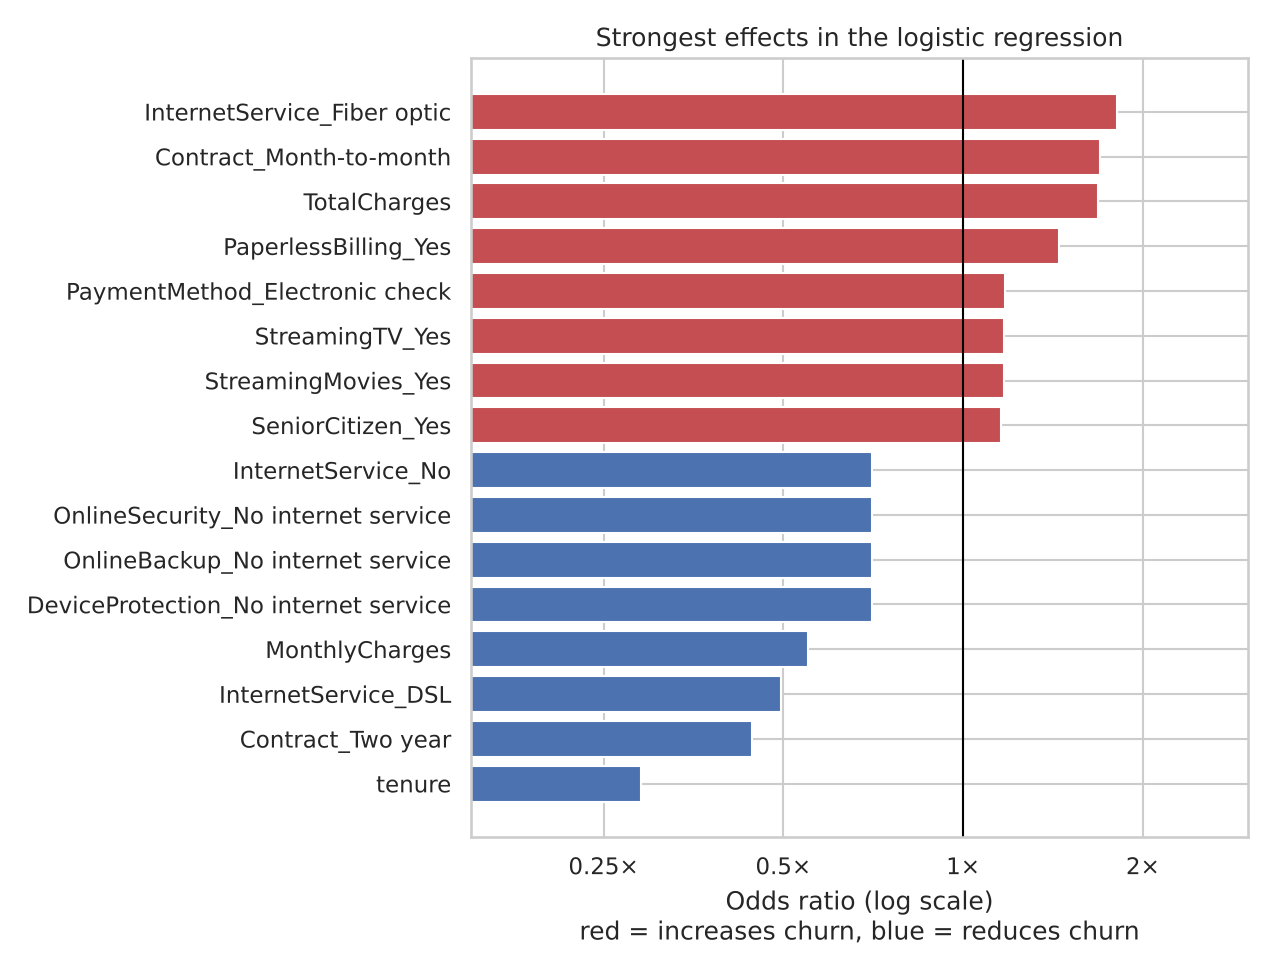 Strongest effects in the logistic regression
InternetService_Fiber optic
Contract_Month-to-month
TotalCharges
PaperlessBilling_Yes
PaymentMethod_Electronic check
StreamingTV_Yes
StreamingMovies_Yes
SeniorCitizen_Yes
InternetService_No
OnlineSecurity_No internet service
OnlineBackup_No internet service
DeviceProtection_No internet service
MonthlyCharges
InternetService_DSL
Contract_Two year
tenure
0.25× 0.5× 1× 2×
Odds ratio (log scale)
red = increases churn, blue = reduces churn